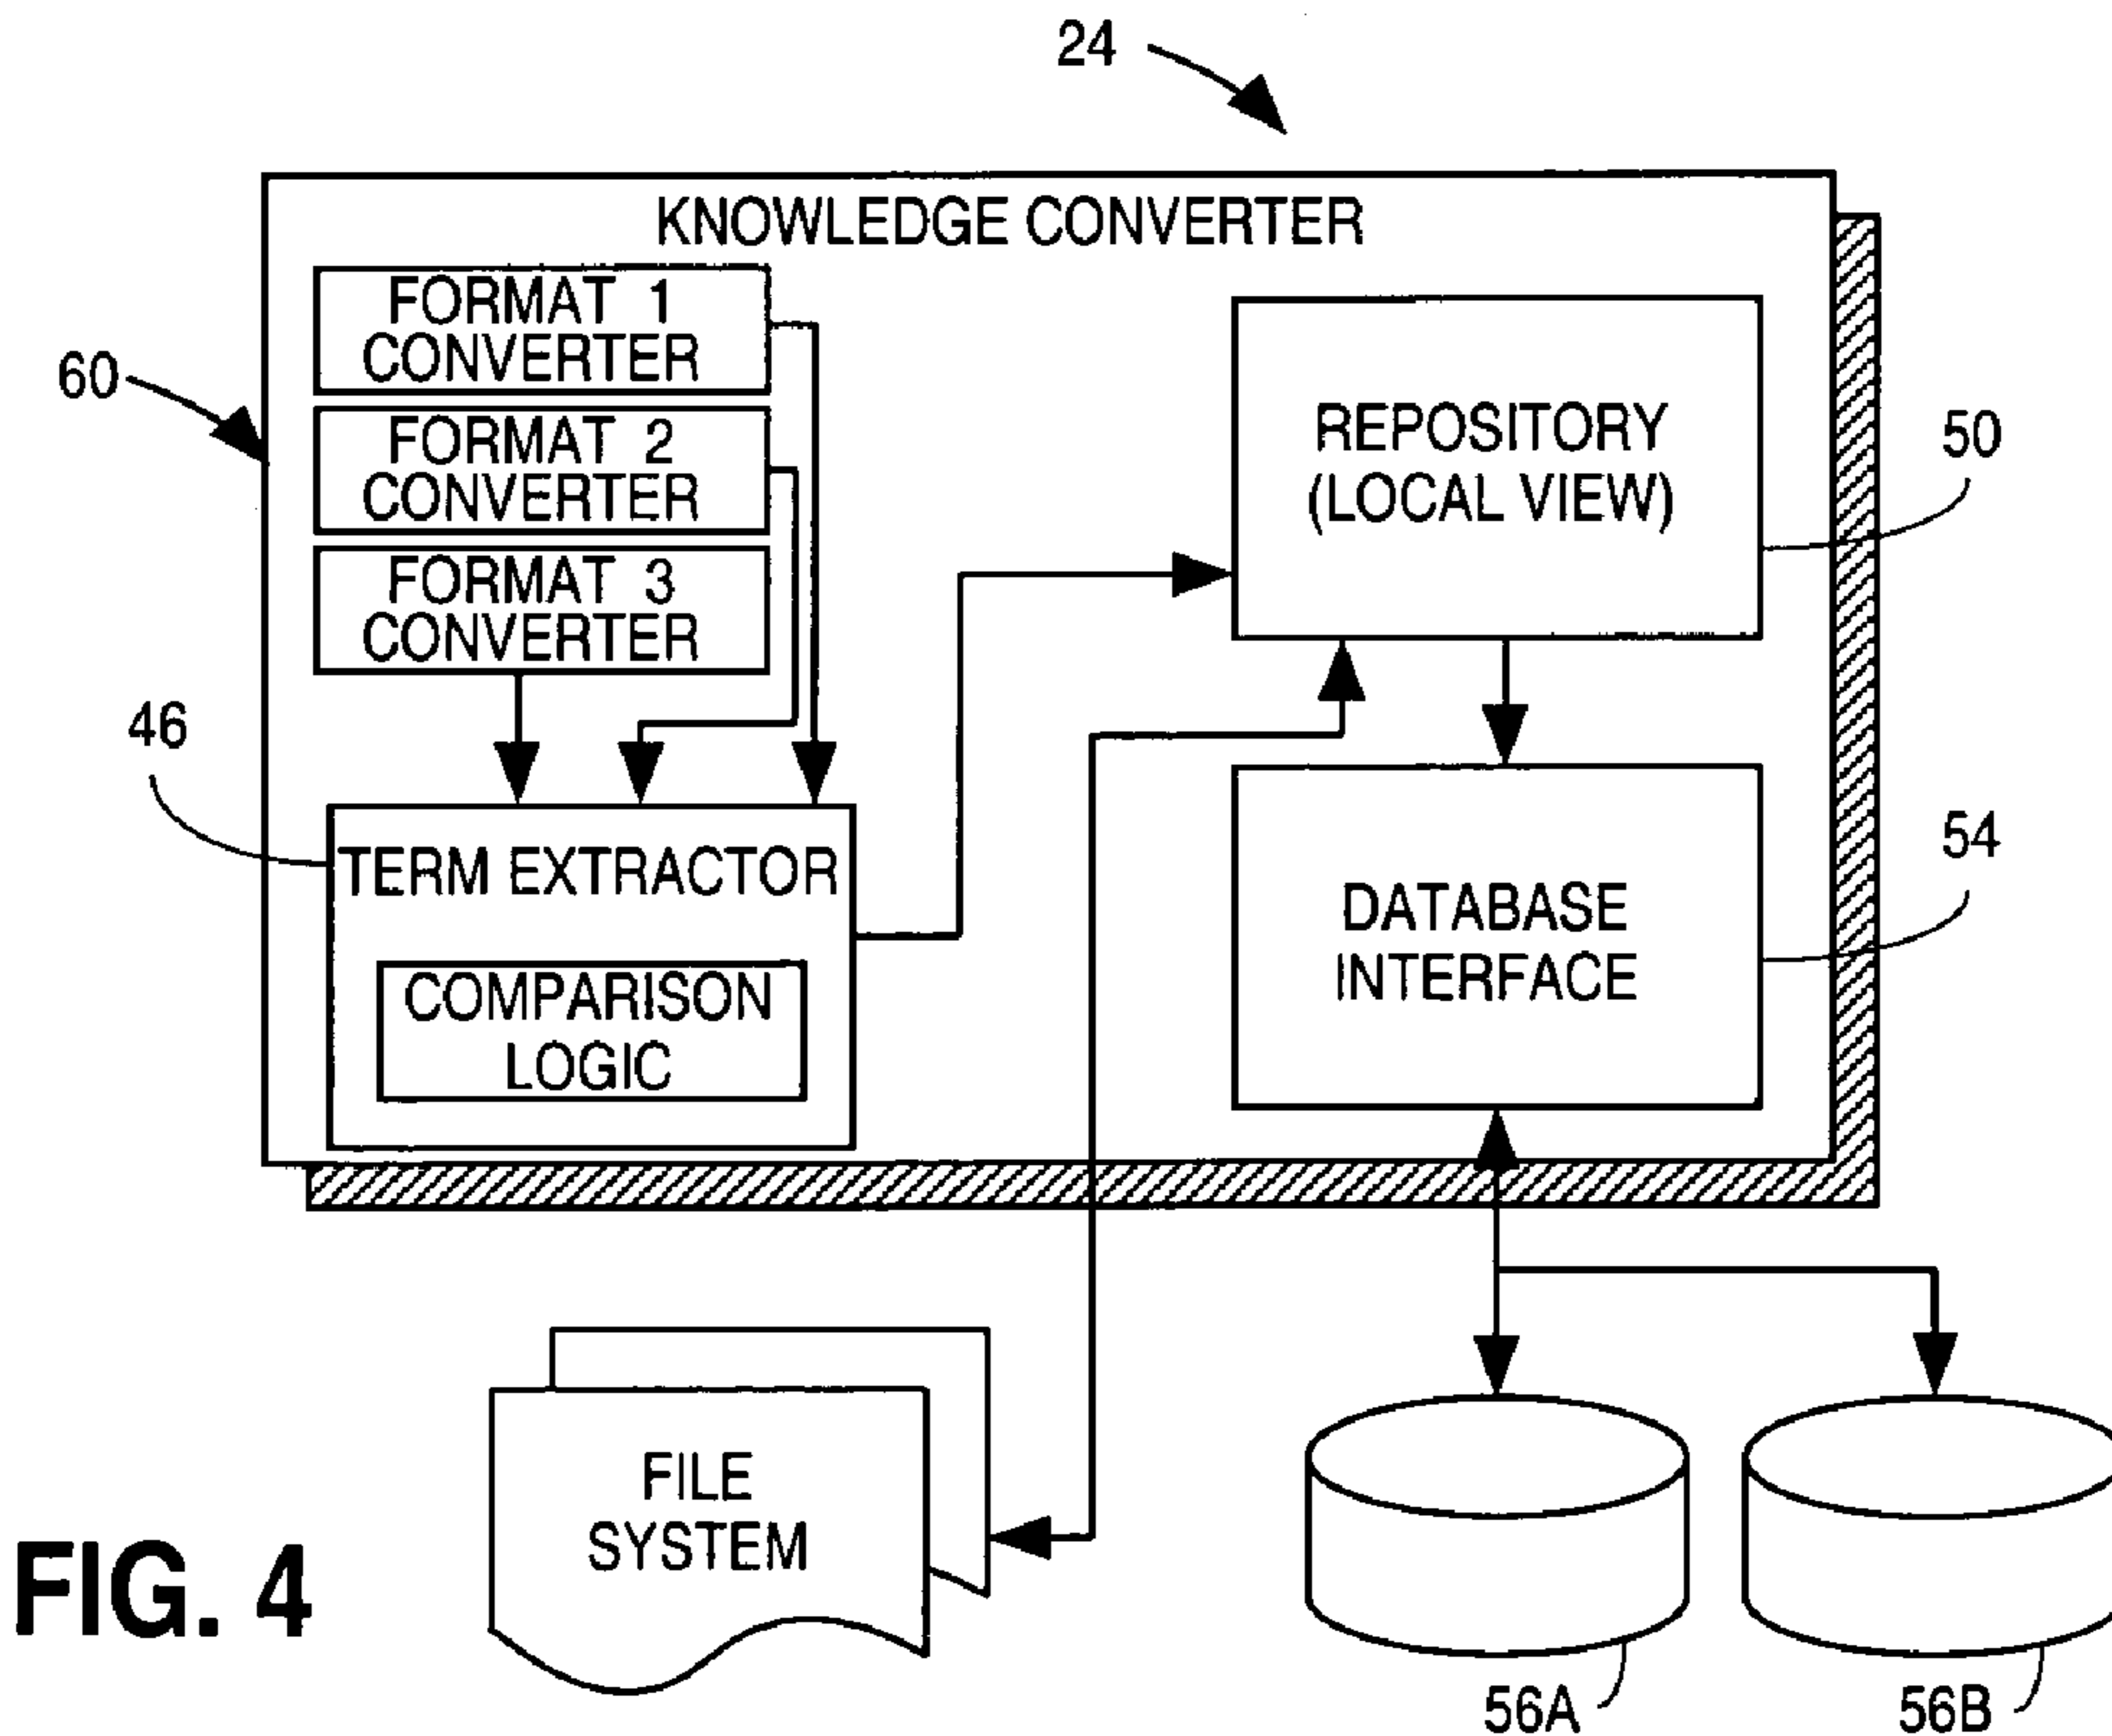 24
KNOWLEDGE CONVERTER
FORMAT 1
CONVERTER
60
FORMAT 2
CONVERTER
FORMAT 3
CONVERTER
REPOSITORY
(LOCAL VIEW)
50
46
TERM EXTRACTOR
COMPARISON
LOGIC
DATABASE
INTERFACE
54
FILE
SYSTEM
FIG. 4
56A
56B